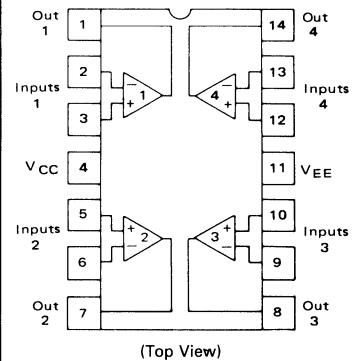 Out 1 14 Out
1 4
2 − − 13
Inputs 1 4 Inputs
1 3 + + 12 4
VCC 4 11 VEE
5 + + 10
Inputs 2 3 Inputs
2 6 − − 9 3
Out 7 8 Out
2 3
(Top View)